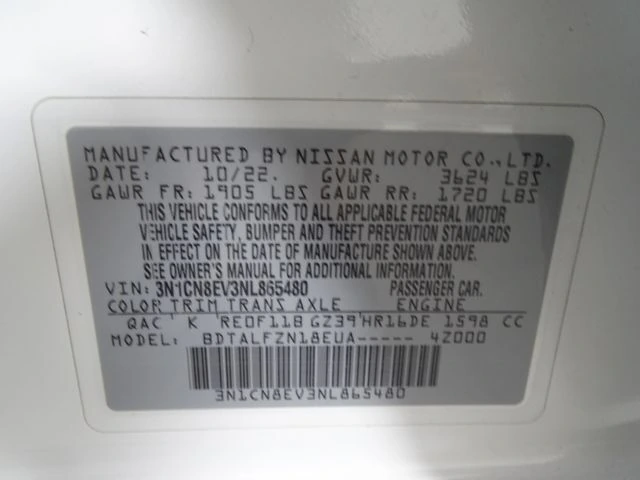 MANUFACTURED BY NISSAN MOTOR CO.,LTD.
DATE: 10/22. GVWR: 3624 LBS
GAWR FR: 1905 LBS GAWR RR: 1720 LBS
THIS VEHICLE CONFORMS TO ALL APPLICABLE FEDERAL MOTOR
VEHICLE SAFETY, BUMPER AND THEFT PREVENTION STANDARDS
IN EFFECT ON THE DATE OF MANUFACTURE SHOWN ABOVE.
SEE OWNER'S MANUAL FOR ADDITIONAL INFORMATION.
VIN: 3N1CN8EV3NL865480 PASSENGER CAR.
COLOR TRIM TRANS AXLE ENGINE
QAC K RE0F11B GZ39 HR16DE 1598 CC
MODEL: BDTALFZN18EUA----- 4Z000
3N1CN8EV3NL865480